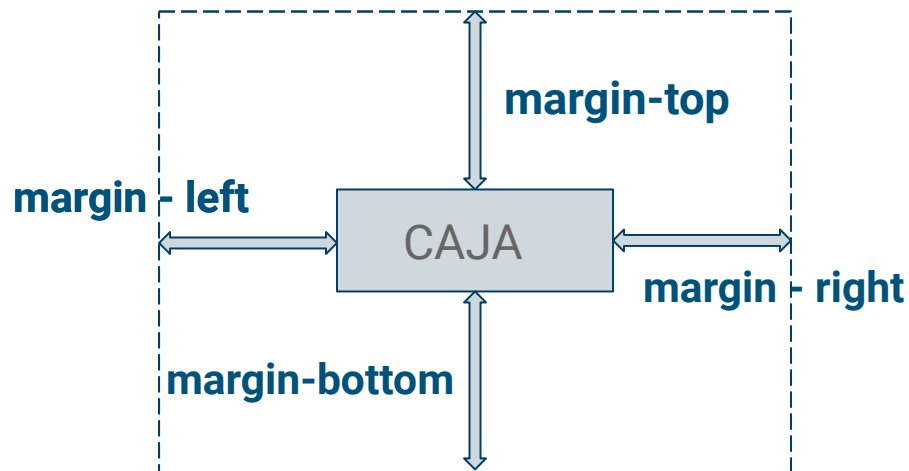 margin-top
margin - left
CAJA
margin - right
margin-bottom